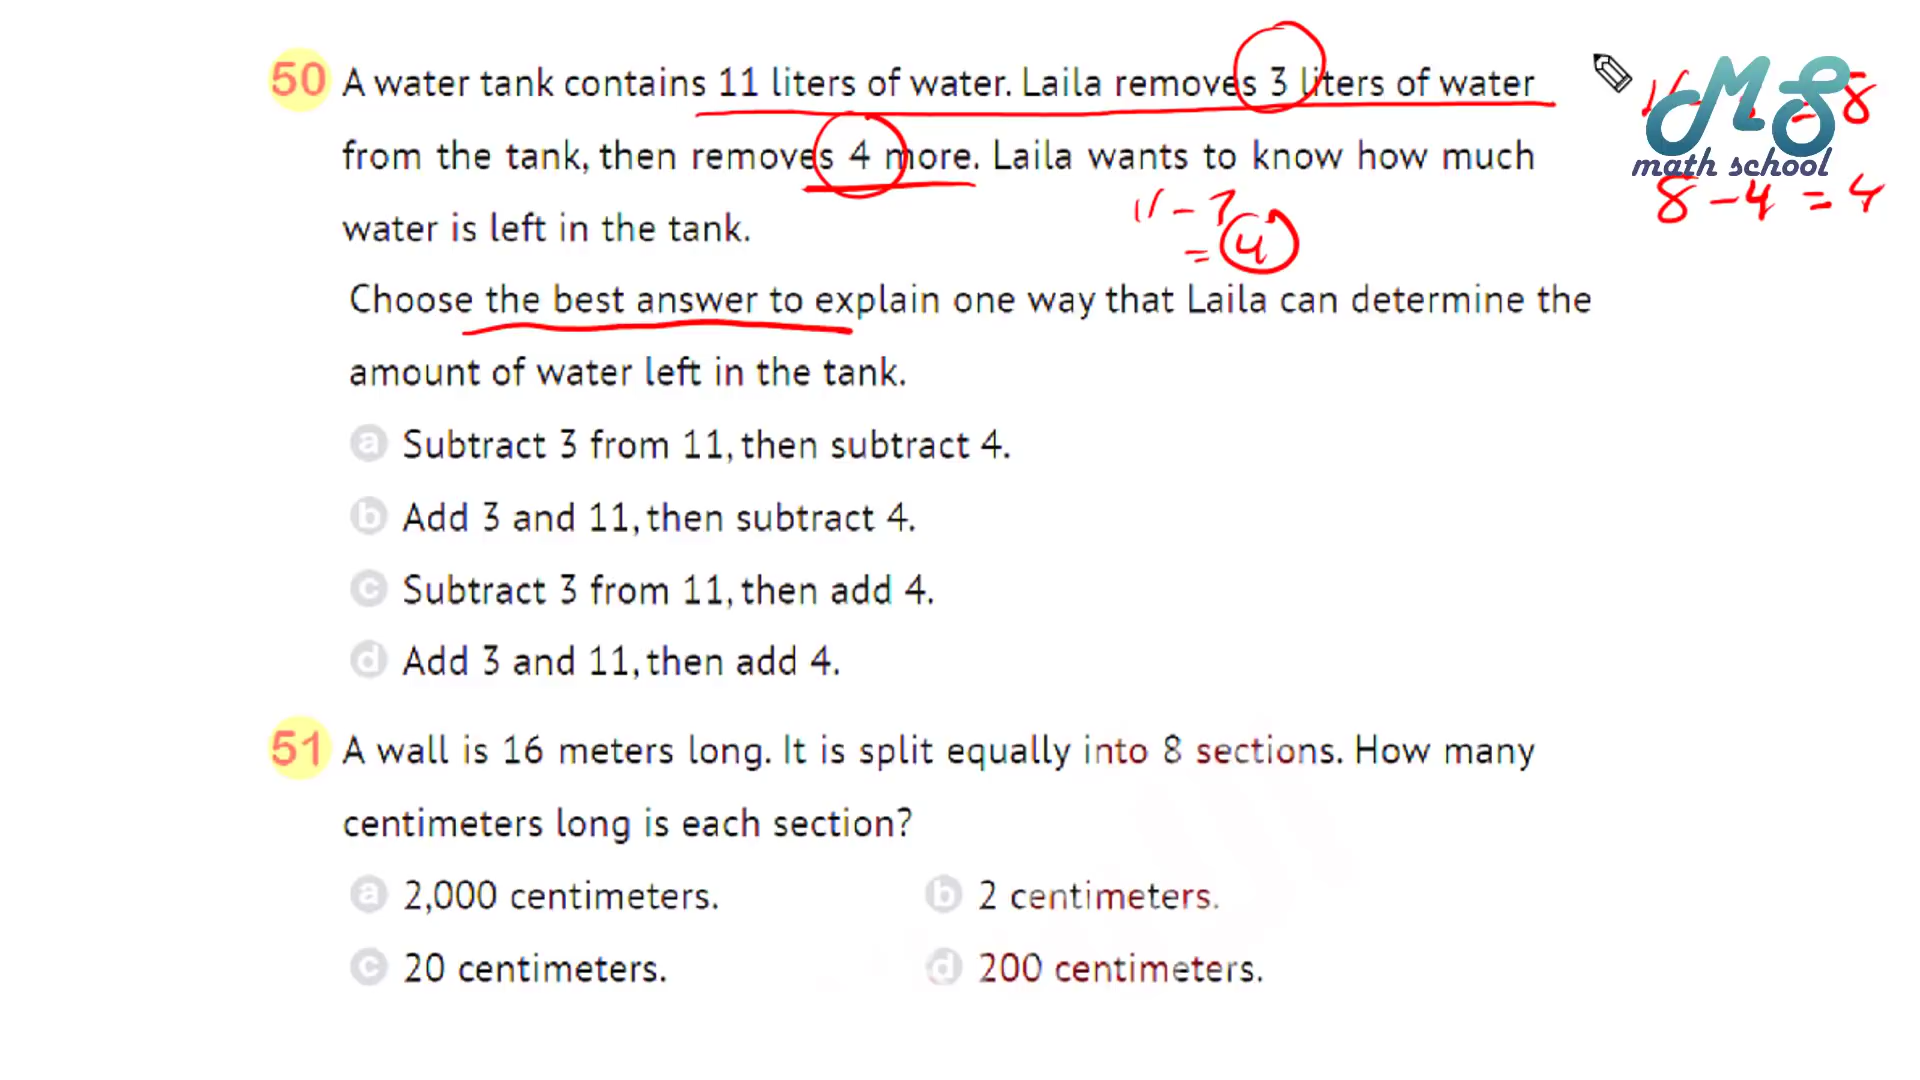 50 A water tank contains 11 liters of water. Laila removes 3 liters of water
from the tank, then removes 4 more. Laila wants to know how much
water is left in the tank.
11 - 7
= 4
= 8
MS
math school
8 - 4 = 4
Choose the best answer to explain one way that Laila can determine the
amount of water left in the tank.
a Subtract 3 from 11, then subtract 4.
b Add 3 and 11, then subtract 4.
c Subtract 3 from 11, then add 4.
d Add 3 and 11, then add 4.
51 A wall is 16 meters long. It is split equally into 8 sections. How many
centimeters long is each section?
a 2,000 centimeters. b 2 centimeters.
c 20 centimeters. d 200 centimeters.